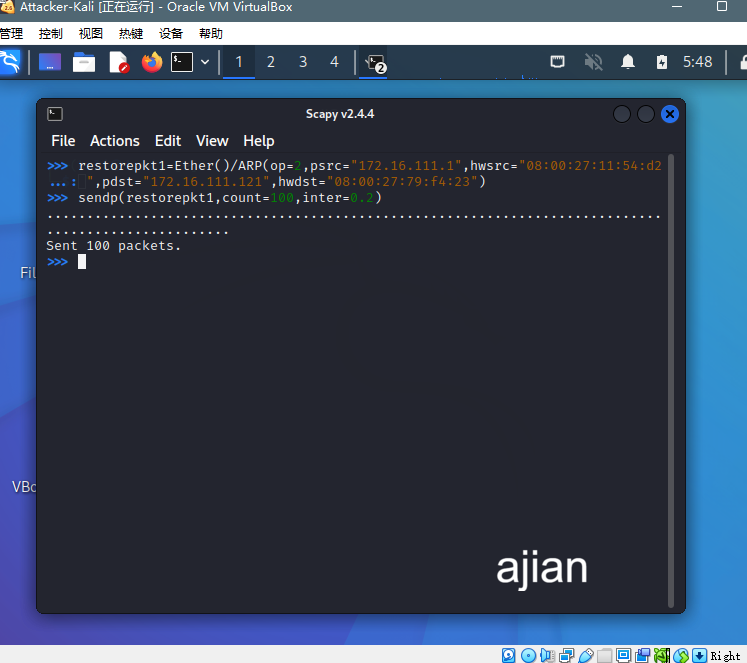 Attacker-Kali [正在运行] - Oracle VM VirtualBox
管理 控制 视图 热键 设备 帮助
1 2 3 4 2 5:48
Scapy v2.4.4
File Actions Edit View Help
>>> restorepkt1=Ether()/ARP(op=2,psrc="172.16.111.1",hwsrc="08:00:27:11:54:d2
...: ",pdst="172.16.111.121",hwdst="08:00:27:79:f4:23")
>>> sendp(restorepkt1,count=100,inter=0.2)
.............................................................................
.......................
Sent 100 packets.
>>>
Fil
VBo
ajian
Right